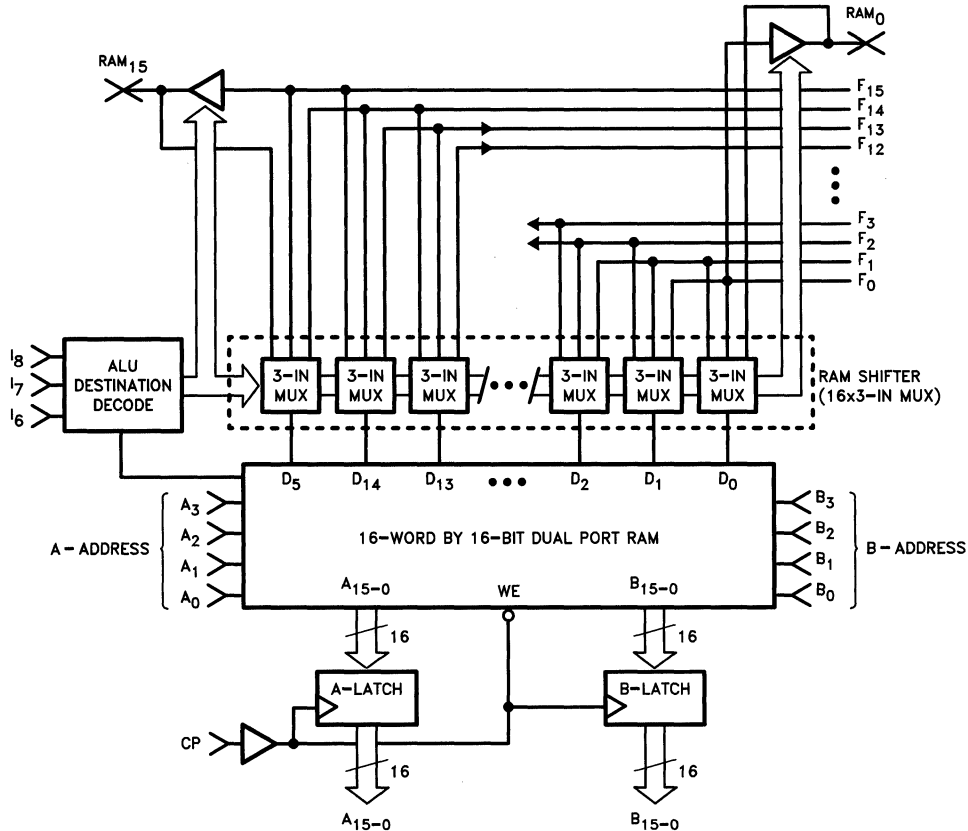 RAM0
RAM15
F15
F14
F13
F12
F3
F2
F1
F0
I8
I7
I6
ALU
DESTINATION
DECODE
3-IN
MUX
3-IN
MUX
3-IN
MUX
3-IN
MUX
3-IN
MUX
3-IN
MUX
RAM SHIFTER
(16x3-IN MUX)
D5
D14
D13
D2
D1
D0
A-ADDRESS
A3
A2
A1
A0
16-WORD BY 16-BIT DUAL PORT RAM
B3
B2
B1
B0
B-ADDRESS
A15-0
WE
B15-0
16
16
A-LATCH
B-LATCH
CP
16
16
A15-0
B15-0